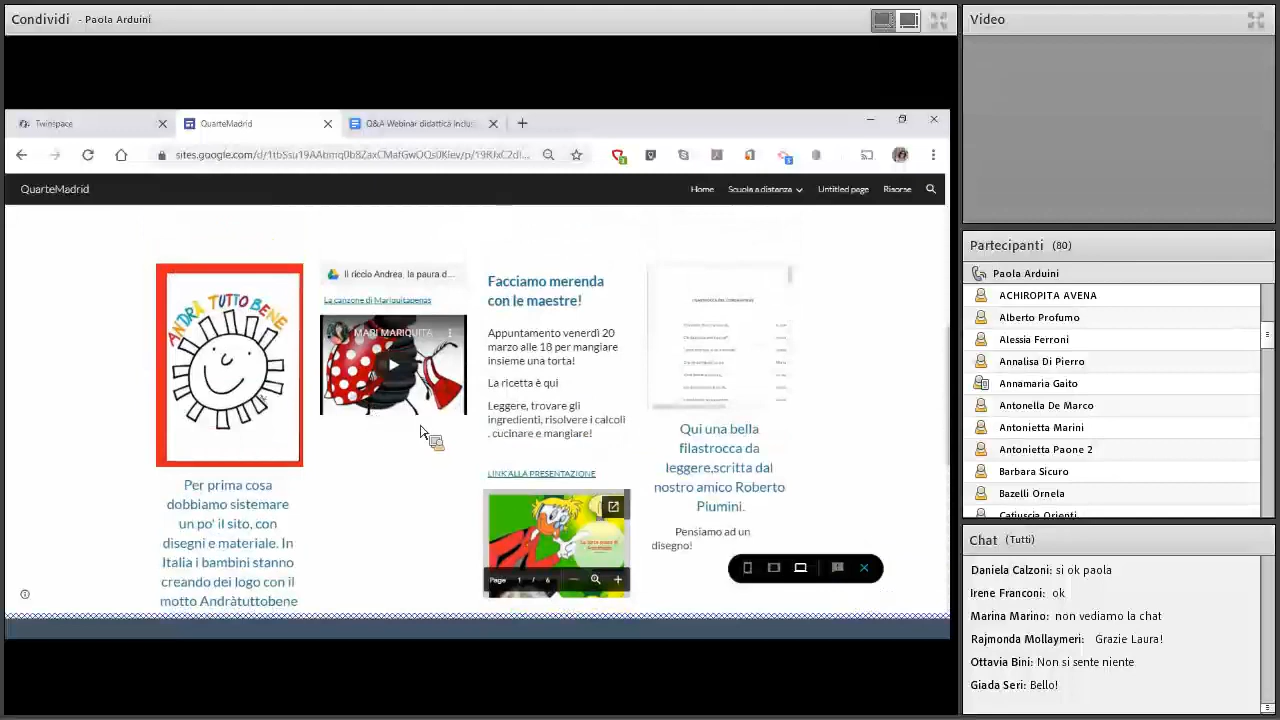 Condividi - Paola Arduini
Video
Twinspace
QuarteMadrid
Q&A Webinar didattica inclus
QuarteMadrid
Home
Scuola a distanza
Untitled page
Risorse
ANDRÀ TUTTO BENE
Per prima cosa
dobbiamo sistemare
un po' il sito, con
disegni e materiale. In
Italia i bambini stanno
creando dei logo con il
motto Andràtuttobene
Il riccio Andrea, la paura d...
La canzone di Mariquitapenas
MARI MARIQUITA
Facciamo merenda
con le maestre!
Appuntamento venerdì 20
marzo alle 18 per mangiare
insieme una torta!
La ricetta è qui
Leggere, trovare gli
ingredienti, risolvere i calcoli
, cucinare e mangiare!
LINK ALLA PRESENTAZIONE
Page 1 / 6
Qui una bella
filastrocca da
leggere,scritta dal
nostro amico Roberto
Piumini.
Pensiamo ad un
disegno!
Partecipanti (80)
Paola Arduini
ACHIROPITA AVENA
Alberto Profumo
Alessia Ferroni
Annalisa Di Pierro
Annamaria Gaito
Antonella De Marco
Antonietta Marini
Antonietta Paone 2
Barbara Sicuro
Bazello Ornella
Catiuscia Orienti
Chat (Tutti)
Daniela Calzoni: si ok paola
Irene Franconi: ok
Marina Marino: non vediamo la chat
Rajmonda Mollaymeri: Grazie Laura!
Ottavia Bini: Non si sente niente
Giada Seri: Bello!